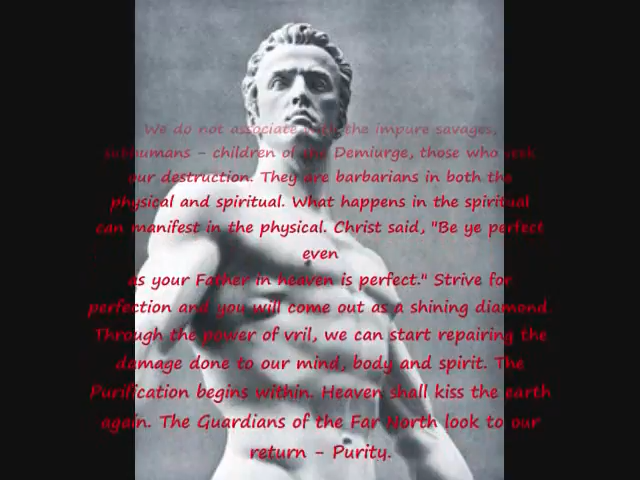 We do not associate with the impure savages,
subhumans - children of the Demiurge, those who seek
our destruction. They are barbarians in both the
physical and spiritual. What happens in the spiritual
can manifest in the physical. Christ said, "Be ye perfect
even
as your Father in heaven is perfect." Strive for
perfection and you will come out as a shining diamond.
Through the power of vril, we can start repairing the
damage done to our mind, body and spirit. The
Purification begins within. Heaven shall kiss the earth
again. The Guardians of the Far North look to our
return - Purity.